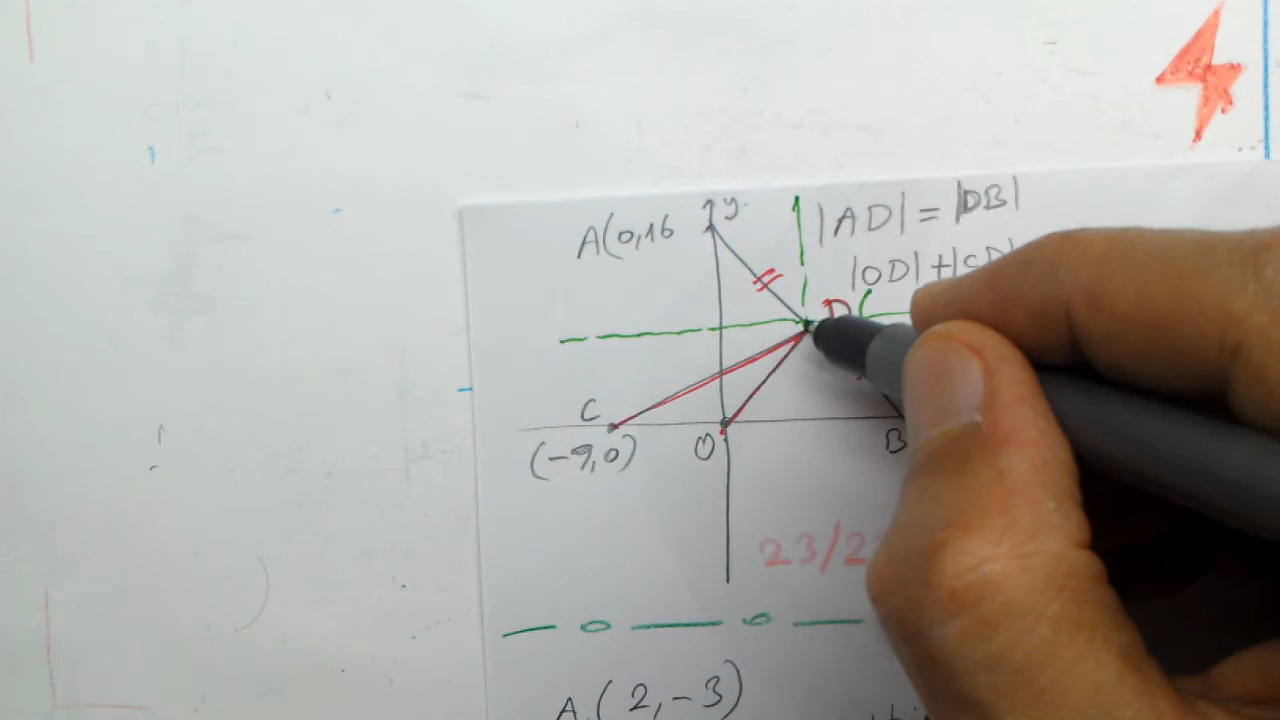 y.
A(0,16
|AD| = |DB|
|OD| + |CD|
D
C
(-9,0)
O
B
23/2
A(2,-3)